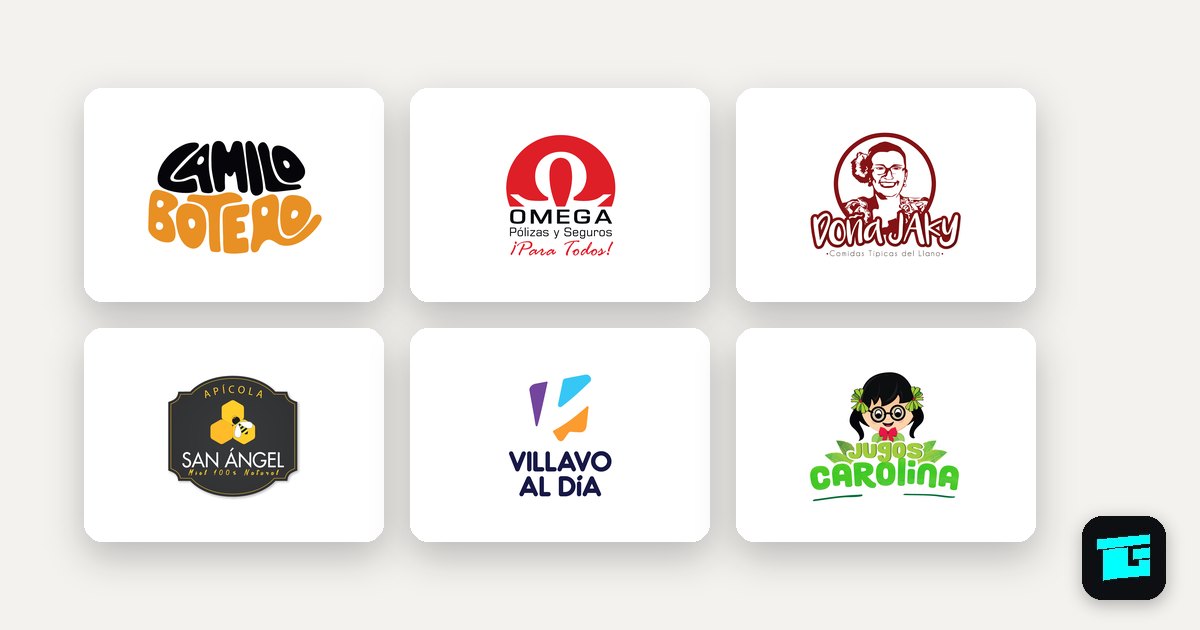 CAMILO
BOTERO
OMEGA
Pólizas y Seguros
¡Para Todos!
Doña JAKy
•Comidas Típicas del Llano•
APÍCOLA
SAN ÁNGEL
Miel 100% Natural
VILLAVO
AL DíA
JUGOS
CAROLiNA
TG